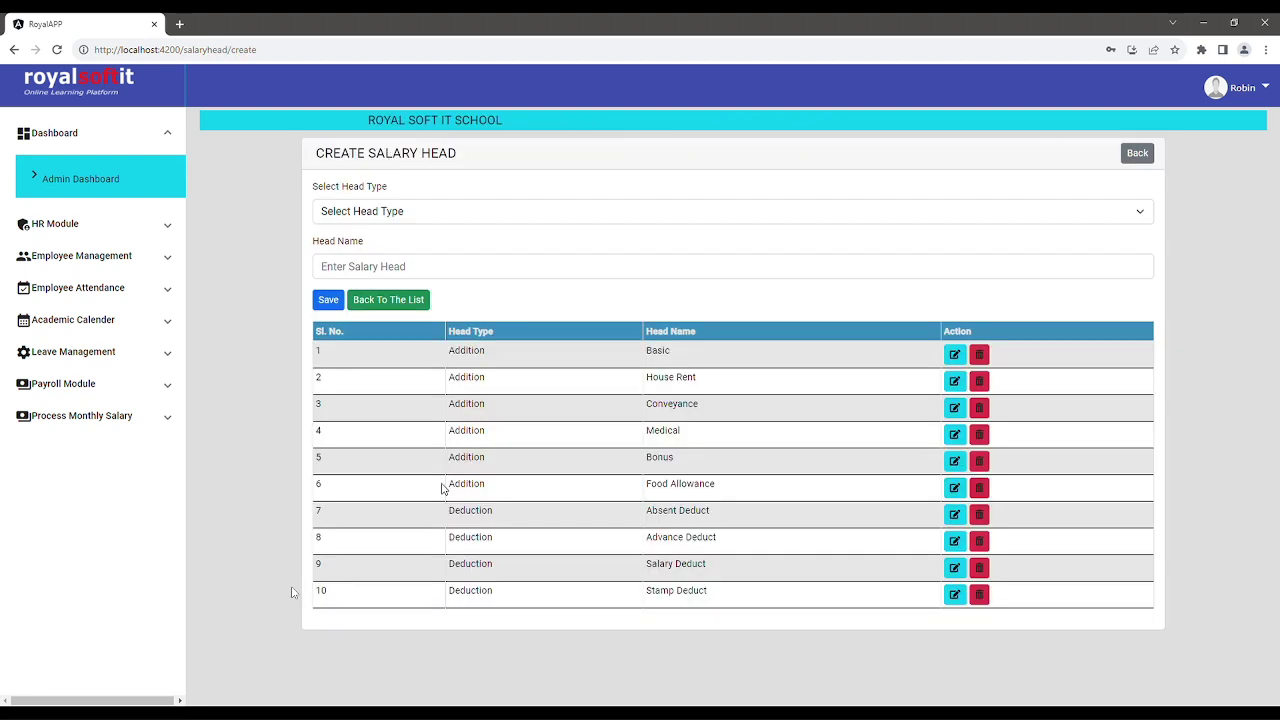 RoyalAPP
http://localhost:4200/salaryhead/create
royalsoftit
Online Learning Platform
Robin
Dashboard
Admin Dashboard
HR Module
Employee Management
Employee Attendance
Academic Calender
Leave Management
Payroll Module
Process Monthly Salary
ROYAL SOFT IT SCHOOL
CREATE SALARY HEAD
Back
Select Head Type
Select Head Type
Head Name
Enter Salary Head
Save Back To The List
Sl. No. Head Type Head Name Action
1 Addition Basic
2 Addition House Rent
3 Addition Conveyance
4 Addition Medical
5 Addition Bonus
6 Addition Food Allowance
7 Deduction Absent Deduct
8 Deduction Advance Deduct
9 Deduction Salary Deduct
10 Deduction Stamp Deduct